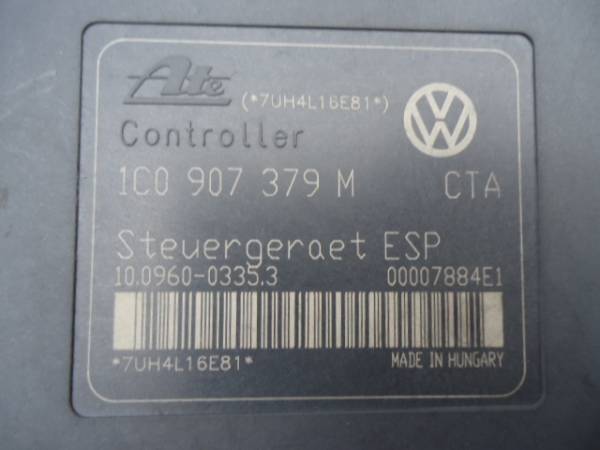 Ate (*7UH4L16E81*)
Controller
1C0 907 379 M CTA
Steuergeraet ESP
10.0960-0335.3 00007884E1
*7UH4L16E81* MADE IN HUNGARY